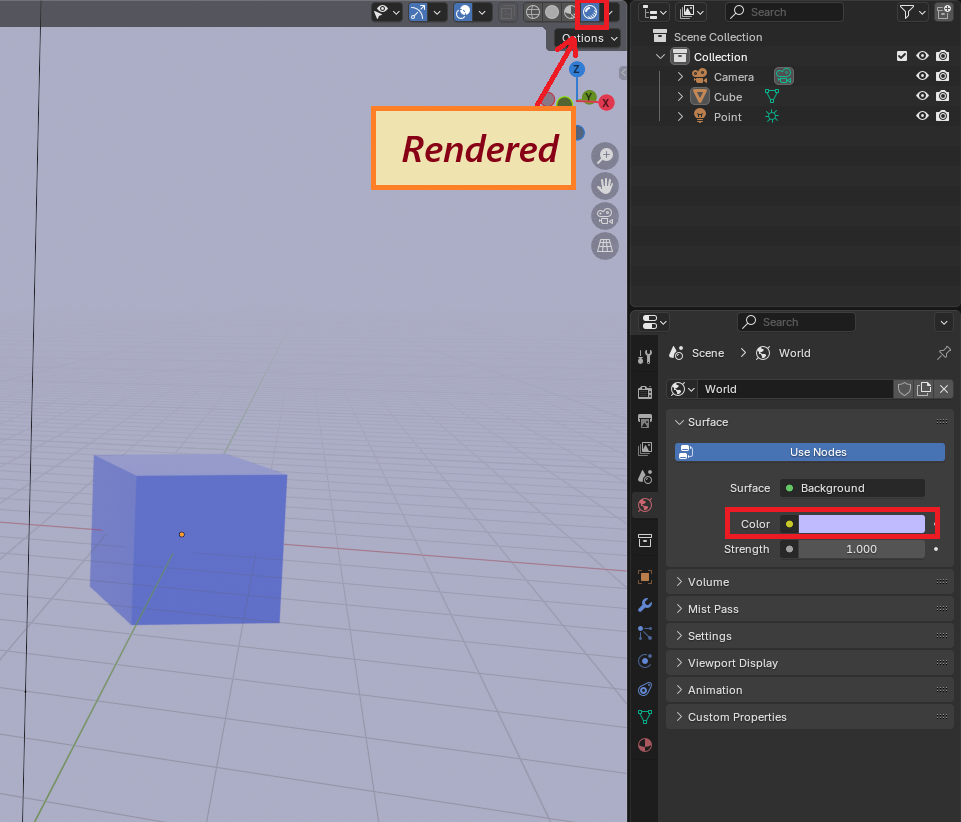 Options
Z
Y
X
Rendered
Search
Scene Collection
Collection
Camera
Cube
Point
Search
Scene > World
World
Surface
Use Nodes
Surface Background
Color
Strength 1.000
Volume
Mist Pass
Settings
Viewport Display
Animation
Custom Properties